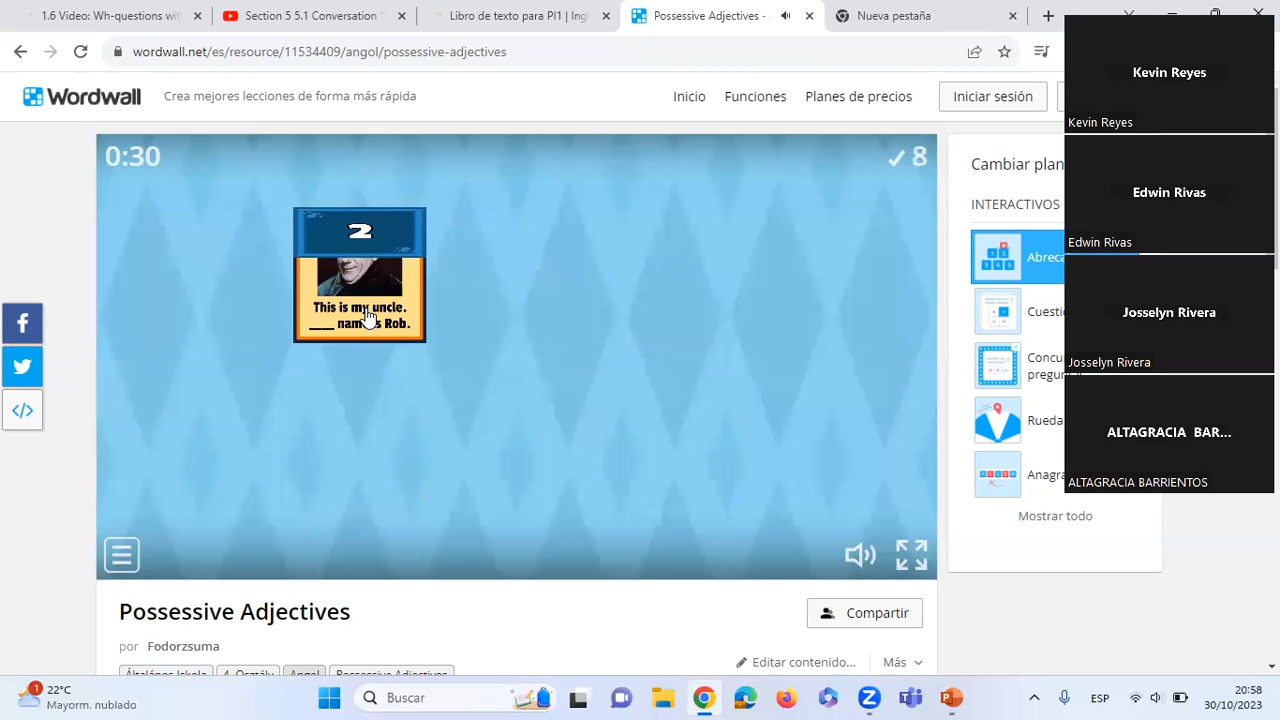 1.6 Video: Wh-questions wit
Section 5 5.1 Conversation "
Libro de texto para PI1 | Ingl
Possessive Adjectives -
Nueva pestaña
wordwall.net/es/resource/11534409/angol/possessive-adjectives
Wordwall
Crea mejores lecciones de forma más rápida
Inicio
Funciones
Planes de precios
Iniciar sesión
0:30
8
2
This is my uncle.
____ name is Rob.
Cambiar plan
INTERACTIVOS
Abreca
Cuesti
Concu
pregun
Rueda
Anagra
Mostrar todo
Kevin Reyes
Kevin Reyes
Edwin Rivas
Edwin Rivas
Josselyn Rivera
Josselyn Rivera
ALTAGRACIA BAR...
ALTAGRACIA BARRIENTOS
Possessive Adjectives
Compartir
por Fodorzsuma
Editar contenido...
Más
Általános Iskola
4. Osztály
Angol
Possessive Adjectives
1
22°C
Mayorm. nublado
Buscar
ESP
20:58
30/10/2023